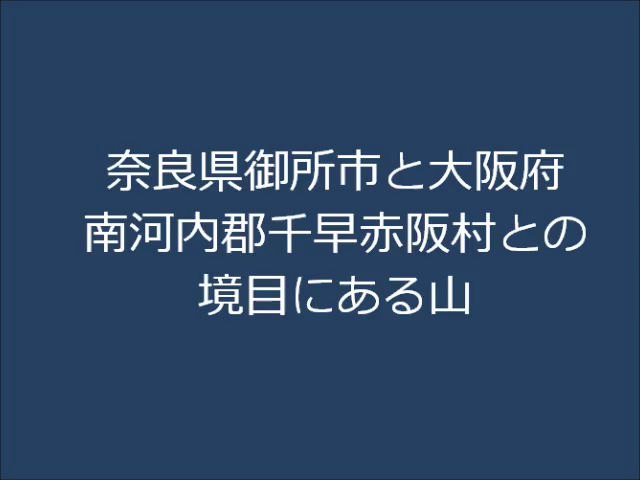 奈良県御所市と大阪府
南河内郡千早赤阪村との
境目にある山